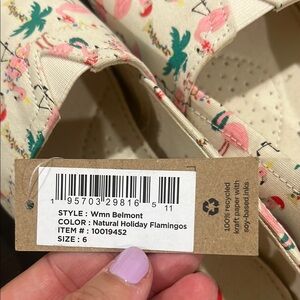 1 95703 29816 5 11
STYLE : Wmn Belmont
COLOR : Natural Holiday Flamingos
ITEM # : 10019452
SIZE : 6
100% recycled
kraft paper with
soy-based inks